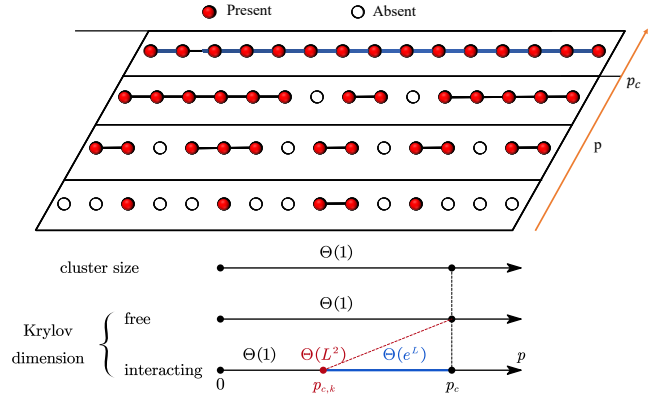 Present Absent
p_c
p
Θ(1)
cluster size
Θ(1)
free
Krylov
dimension
Θ(1) Θ(L²) Θ(e^L)
interacting
p
0 p_{c,k} p_c